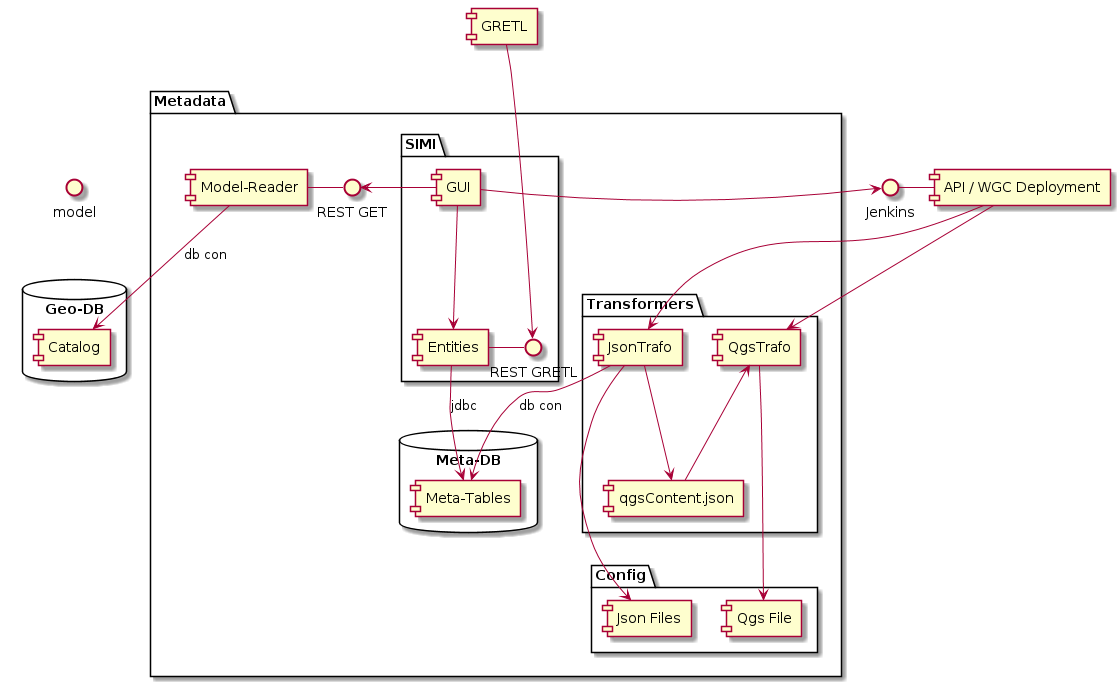 GRETL
Metadata
SIMI
Model-Reader
GUI
API / WGC Deployment
model
REST GET
Jenkins
db con
Geo-DB
Transformers
Catalog
Entities
JsonTrafo
QgsTrafo
REST GRETL
jdbc
db con
Meta-DB
Meta-Tables
qgsContent.json
Config
Json Files
Qgs File